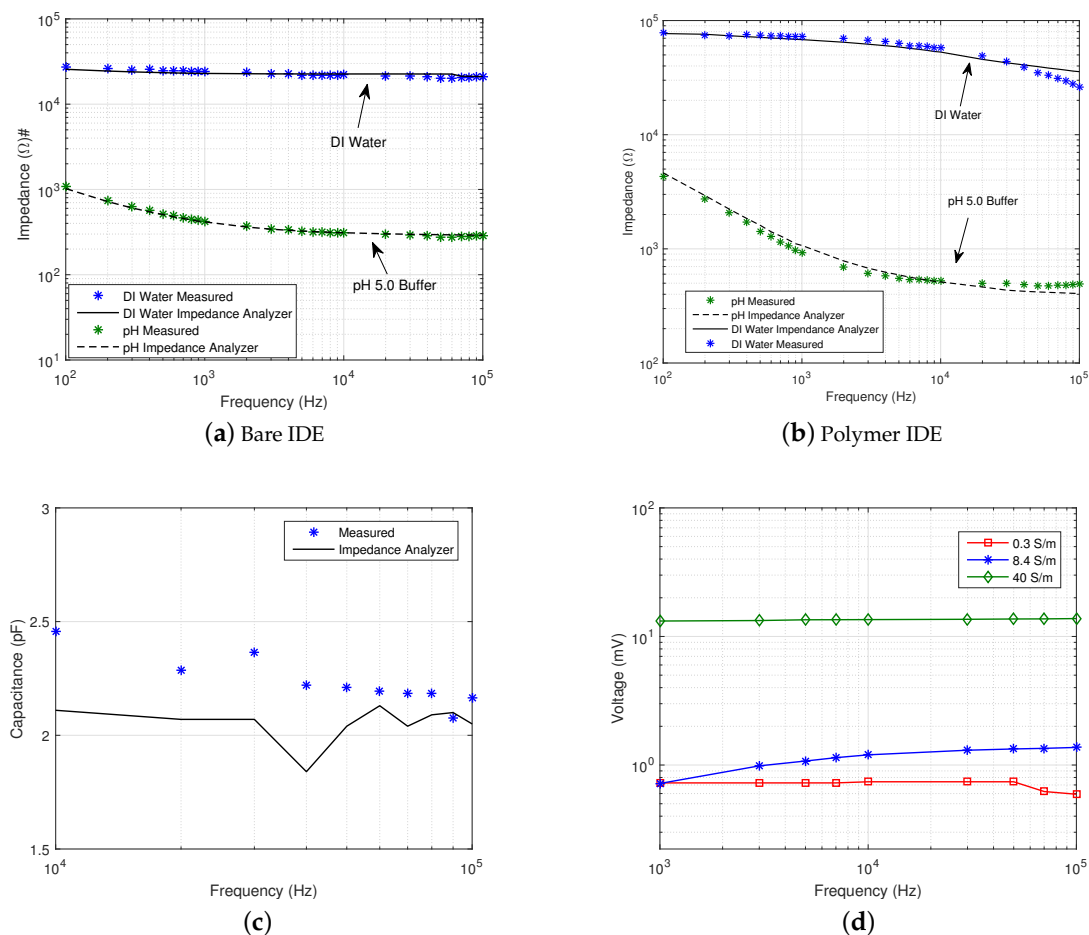 10^5
10^4
10^3
10^2
10^1
Impedance (Ω)#
DI Water
pH 5.0 Buffer
DI Water Measured
DI Water Impedance Analyzer
pH Measured
pH Impedance Analyzer
10^2 10^3 10^4 10^5
Frequency (Hz)
(a) Bare IDE
10^5
10^4
10^3
10^2
Impedance (Ω)
DI Water
pH 5.0 Buffer
pH Measured
pH Impedance Analyzer
DI Water Impedance Analyzer
DI Water Measured
10^2 10^3 10^4 10^5
Frequency (Hz)
(b) Polymer IDE
3
2.5
2
1.5
Capacitance (pF)
Measured
Impedance Analyzer
10^4 10^5
Frequency (Hz)
(c)
10^2
10^1
10^0
Voltage (mV)
0.3 S/m
8.4 S/m
40 S/m
10^3 10^4 10^5
Frequency (Hz)
(d)